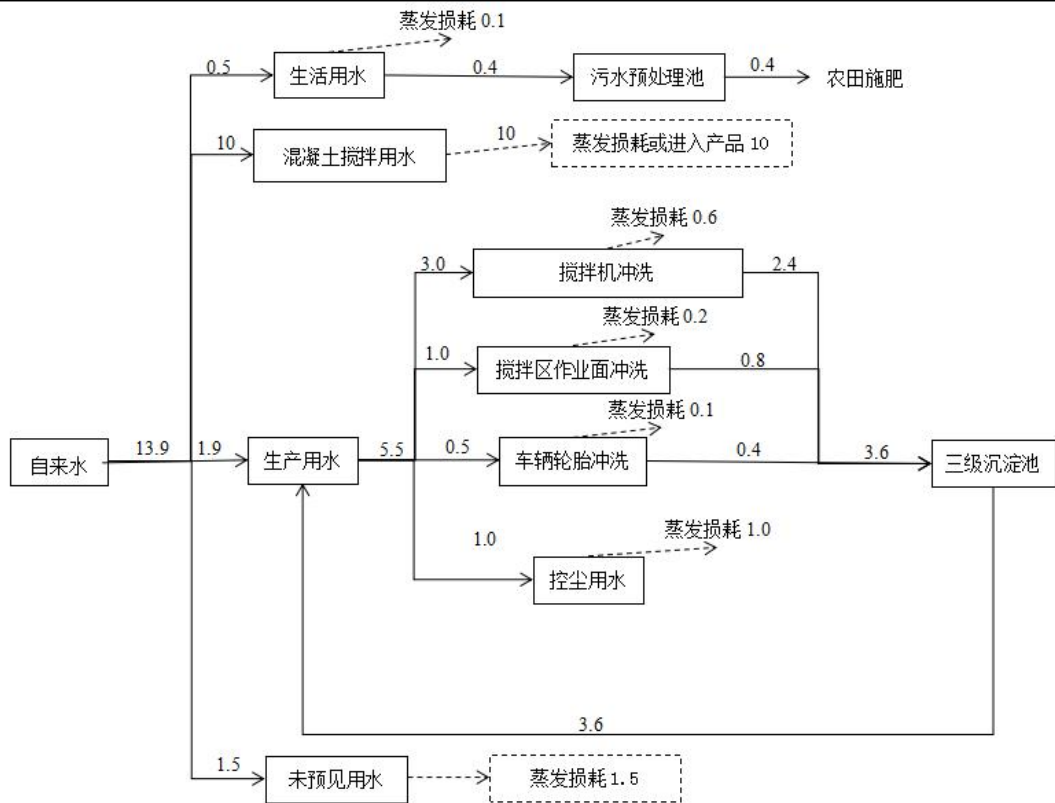 蒸发损耗 0.1
0.5
生活用水
0.4
污水预处理池
0.4
农田施肥
10
混凝土搅拌用水
10
蒸发损耗或进入产品 10
蒸发损耗 0.6
3.0
搅拌机冲洗
2.4
蒸发损耗 0.2
1.0
搅拌区作业面冲洗
0.8
蒸发损耗 0.1
自来水
13.9
1.9
生产用水
5.5
0.5
车辆轮胎冲洗
0.4
3.6
三级沉淀池
1.0
蒸发损耗 1.0
控尘用水
3.6
1.5
未预见用水
蒸发损耗 1.5